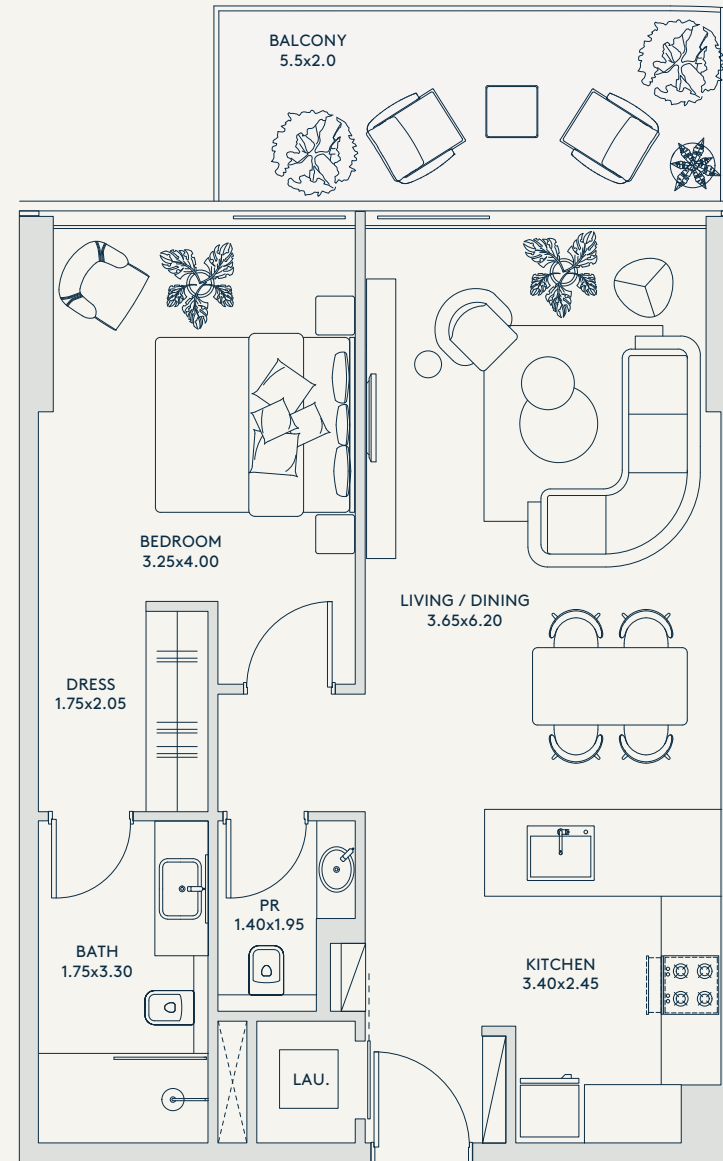 BALCONY
5.5x2.0
BEDROOM
3.25x4.00
LIVING / DINING
3.65x6.20
DRESS
1.75x2.05
PR
1.40x1.95
BATH
1.75x3.30
KITCHEN
3.40x2.45
LAU.